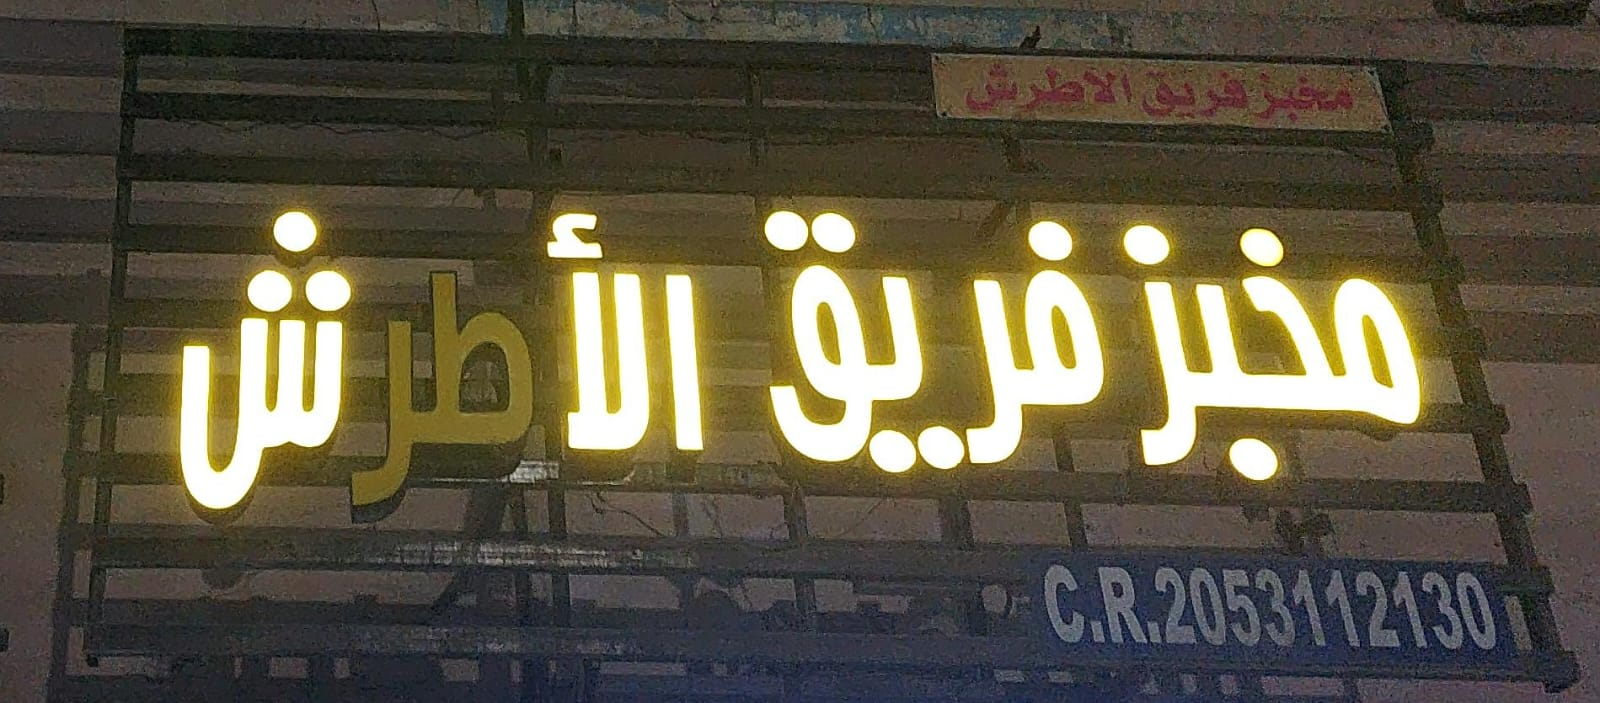 مخبز فريق الاطرش
مخبز فريق الأطرش
C.R.2053112130